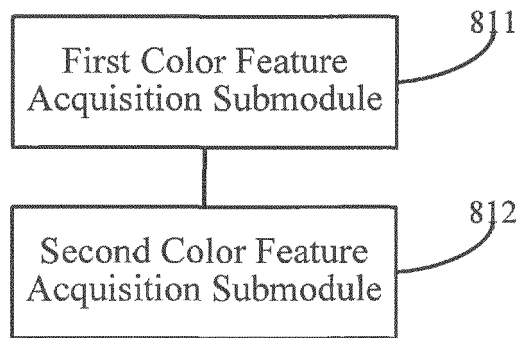 811
First Color Feature
Acquisition Submodule
812
Second Color Feature
Acquisition Submodule